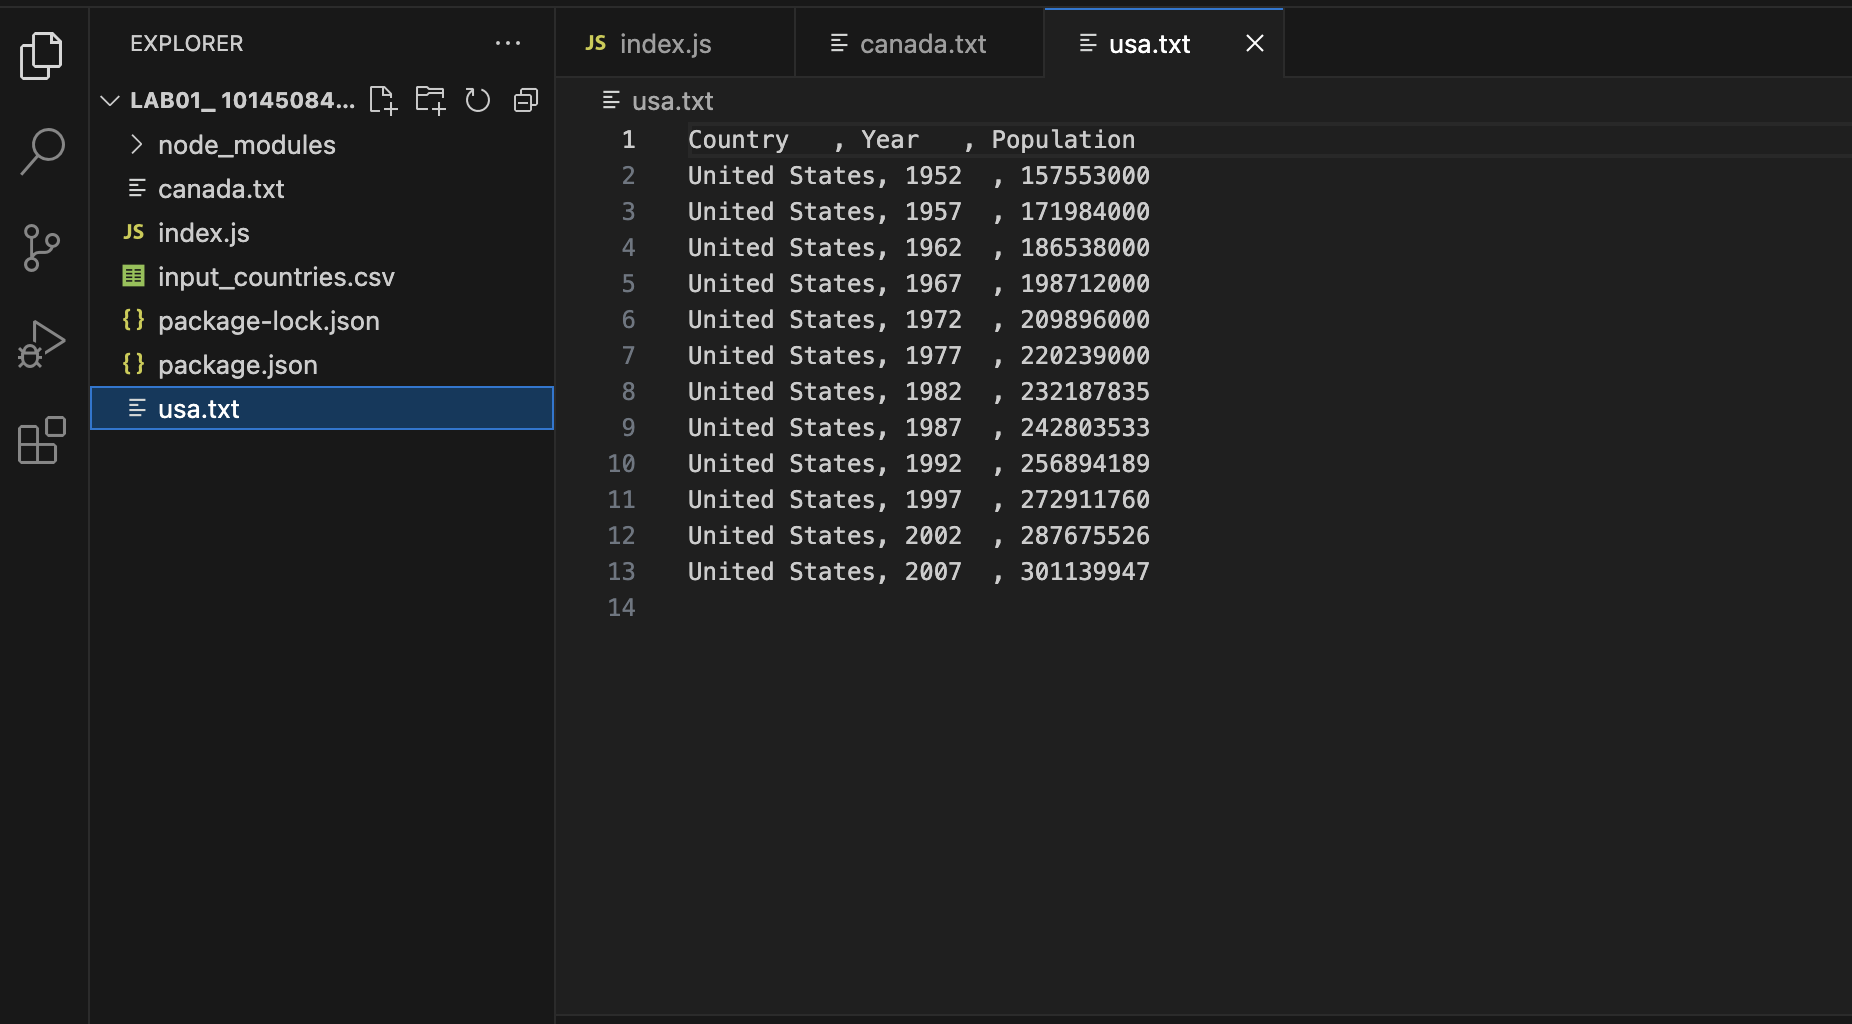 EXPLORER
LAB01_ 10145084...
node_modules
canada.txt
JS index.js
input_countries.csv
{} package-lock.json
{} package.json
usa.txt
JS index.js
canada.txt
usa.txt
usa.txt
1 Country   , Year   , Population
2 United States, 1952  , 157553000
3 United States, 1957  , 171984000
4 United States, 1962  , 186538000
5 United States, 1967  , 198712000
6 United States, 1972  , 209896000
7 United States, 1977  , 220239000
8 United States, 1982  , 232187835
9 United States, 1987  , 242803533
10 United States, 1992  , 256894189
11 United States, 1997  , 272911760
12 United States, 2002  , 287675526
13 United States, 2007  , 301139947
14